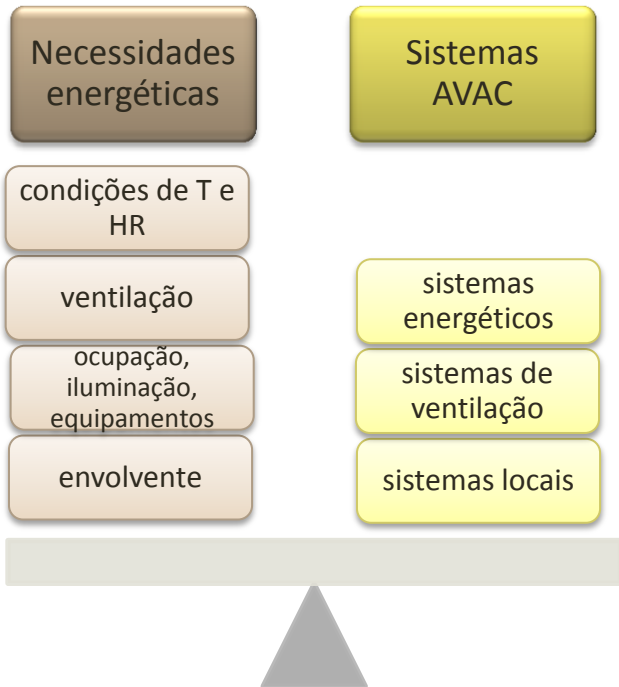 Necessidades
energéticas
condições de T e
HR
ventilação
ocupação,
iluminação,
equipamentos
envolvente
Sistemas
AVAC
sistemas
energéticos
sistemas de
ventilação
sistemas locais